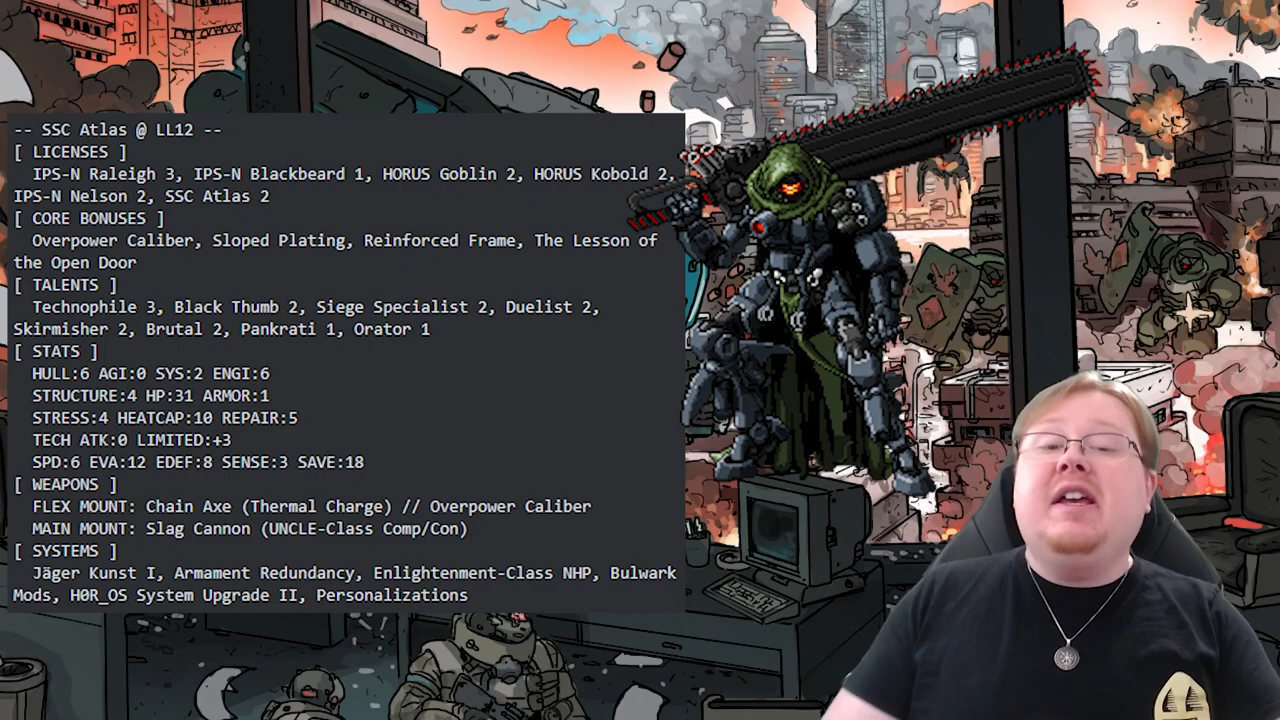 -- SSC Atlas @ LL12 --
[ LICENSES ]
IPS-N Raleigh 3, IPS-N Blackbeard 1, HORUS Goblin 2, HORUS Kobold 2,
IPS-N Nelson 2, SSC Atlas 2
[ CORE BONUSES ]
Overpower Caliber, Sloped Plating, Reinforced Frame, The Lesson of
the Open Door
[ TALENTS ]
Technophile 3, Black Thumb 2, Siege Specialist 2, Duelist 2,
Skirmisher 2, Brutal 2, Pankrati 1, Orator 1
[ STATS ]
HULL:6 AGI:0 SYS:2 ENGI:6
STRUCTURE:4 HP:31 ARMOR:1
STRESS:4 HEATCAP:10 REPAIR:5
TECH ATK:0 LIMITED:+3
SPD:6 EVA:12 EDEF:8 SENSE:3 SAVE:18
[ WEAPONS ]
FLEX MOUNT: Chain Axe (Thermal Charge) // Overpower Caliber
MAIN MOUNT: Slag Cannon (UNCLE-Class Comp/Con)
[ SYSTEMS ]
Jäger Kunst I, Armament Redundancy, Enlightenment-Class NHP, Bulwark
Mods, H0R_OS System Upgrade II, Personalizations